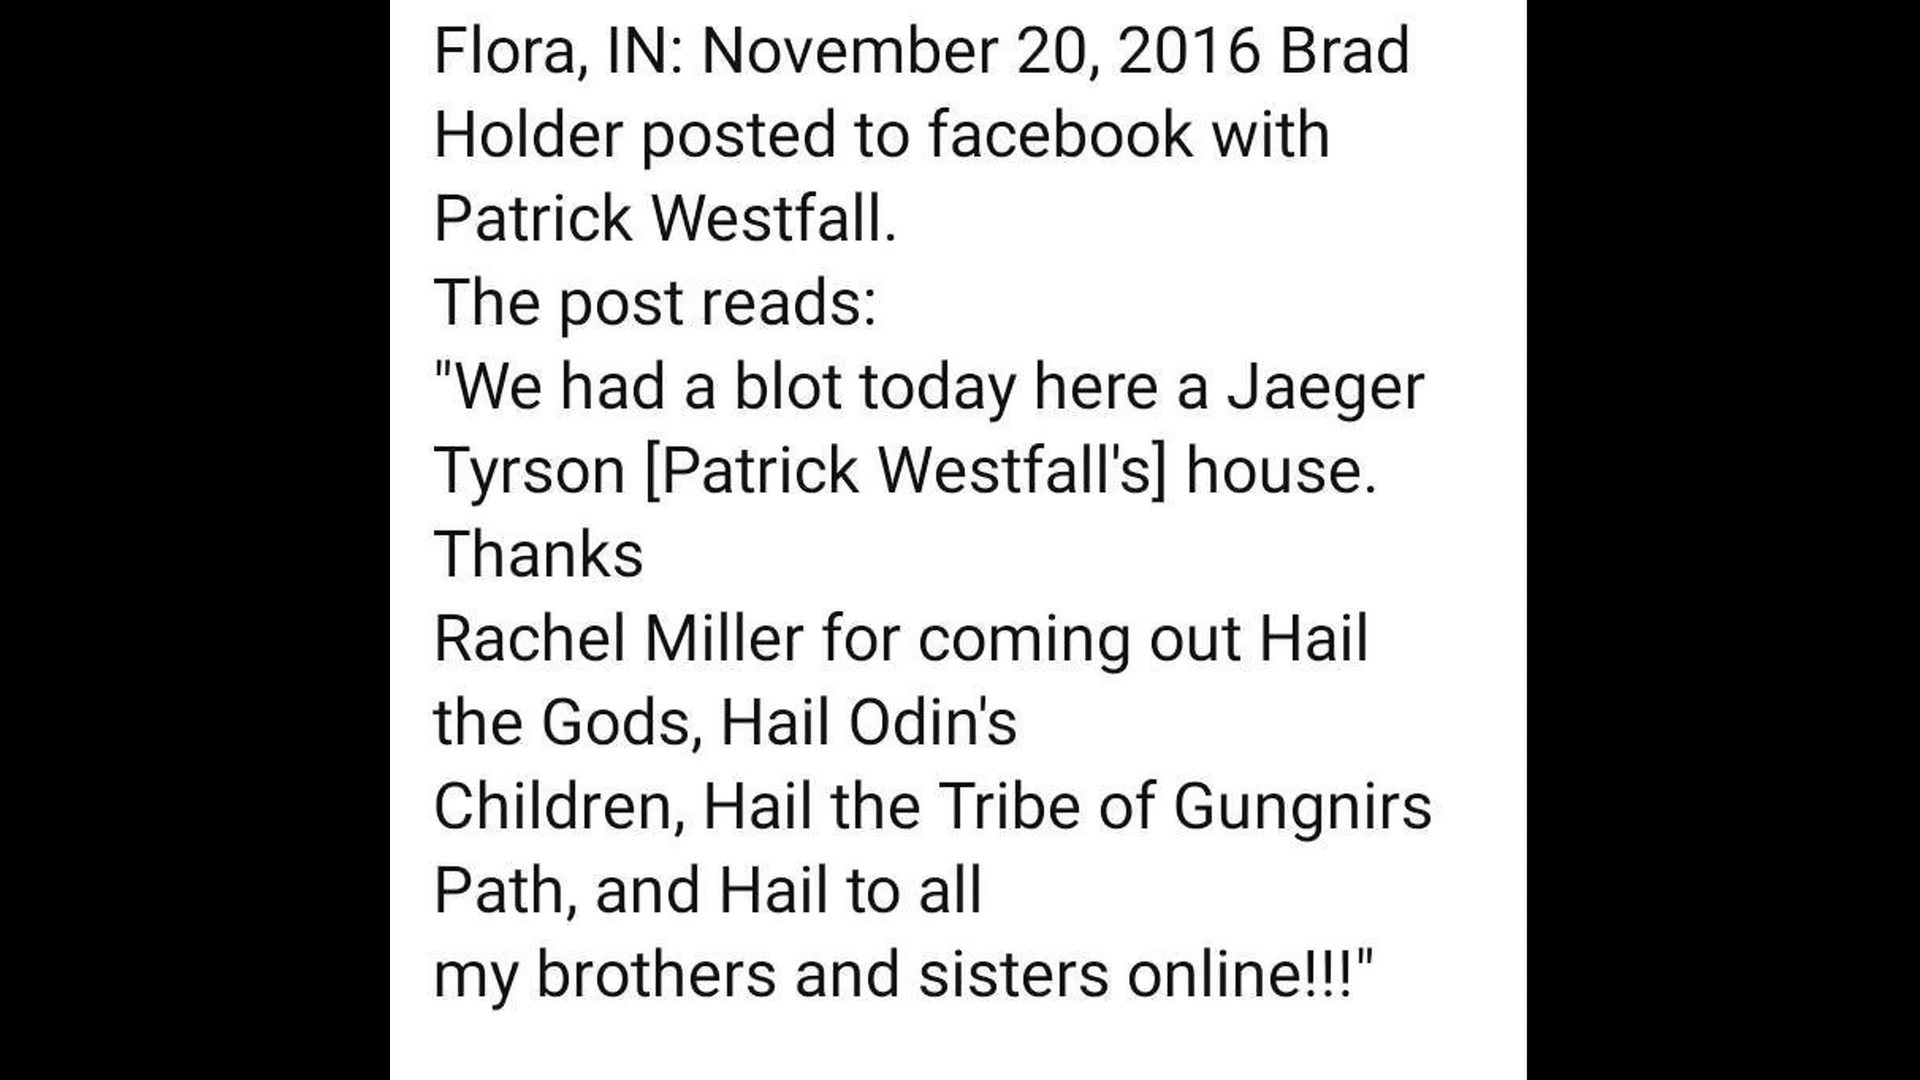 Flora, IN: November 20, 2016 Brad
Holder posted to facebook with
Patrick Westfall.
The post reads:
"We had a blot today here a Jaeger
Tyrson [Patrick Westfall's] house.
Thanks
Rachel Miller for coming out Hail
the Gods, Hail Odin's
Children, Hail the Tribe of Gungnirs
Path, and Hail to all
my brothers and sisters online!!!"